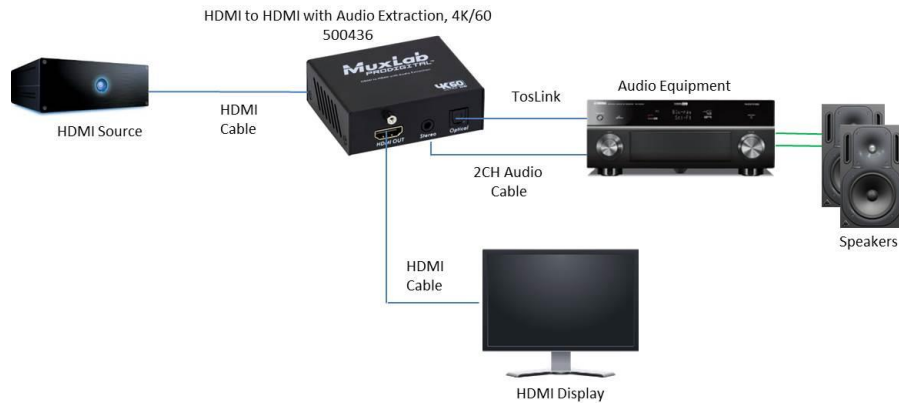 HDMI to HDMI with Audio Extraction, 4K/60
500436
MuxLab
PRODIGITAL
4K60
HDMI OUT
Stereo
Optical
HDMI Source
HDMI
Cable
TosLink
2CH Audio
Cable
Audio Equipment
Speakers
HDMI
Cable
HDMI Display